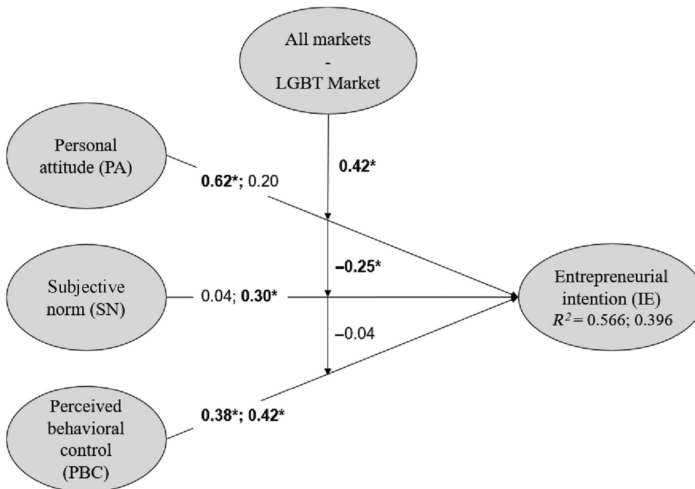 All markets
-
LGBT Market
Personal
attitude (PA)
0.62*; 0.20
0.42*
Subjective
norm (SN)
0.04; 0.30*
–0.25*
Entrepreneurial
intention (IE)
R² = 0.566; 0.396
–0.04
Perceived
behavioral
control
(PBC)
0.38*; 0.42*